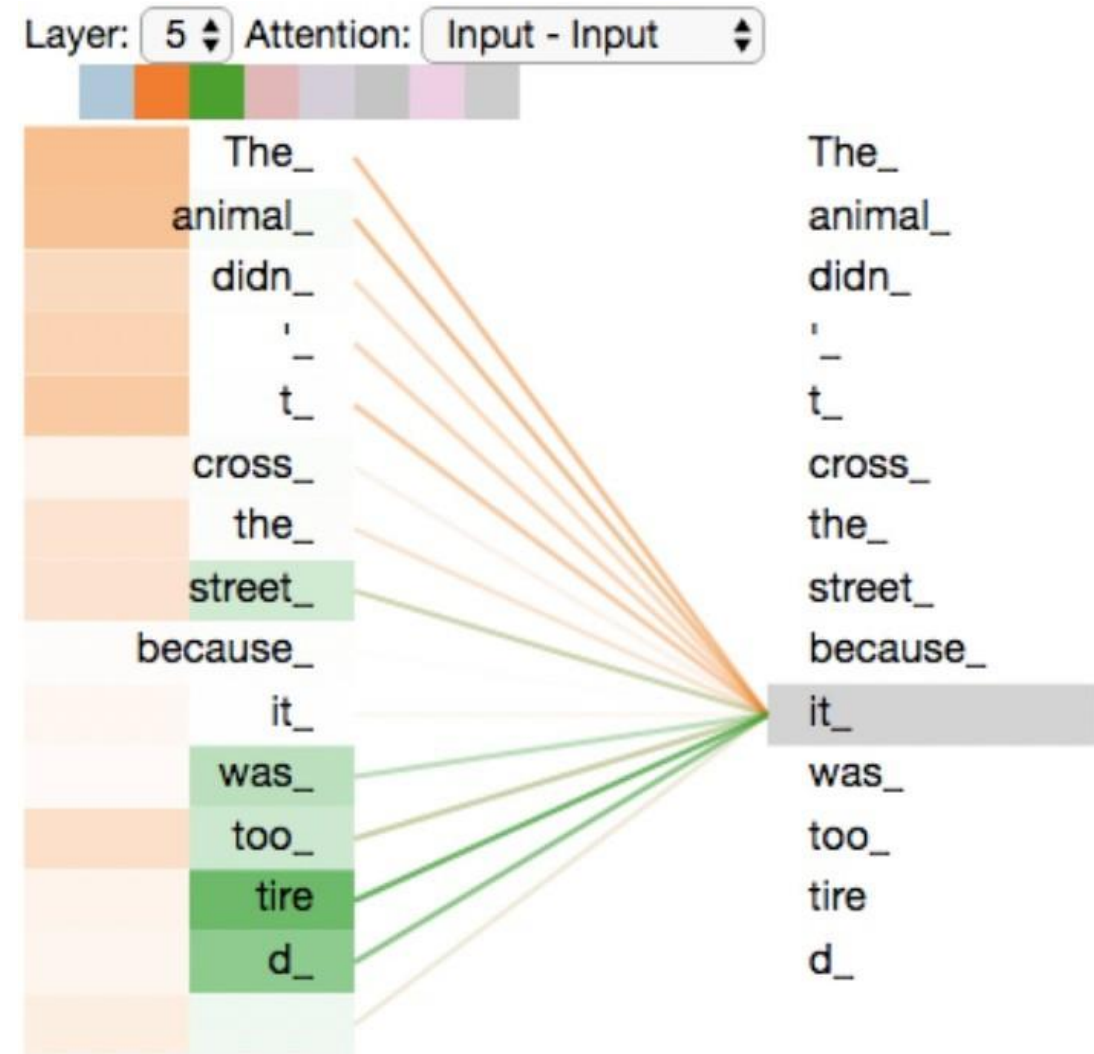 Layer: 5 Attention: Input - Input
The_ The_
animal_ animal_
didn_ didn_
'_ '_
t_ t_
cross_ cross_
the_ the_
street_ street_
because_ because_
it_ it_
was_ was_
too_ too_
tire tire
d_ d_